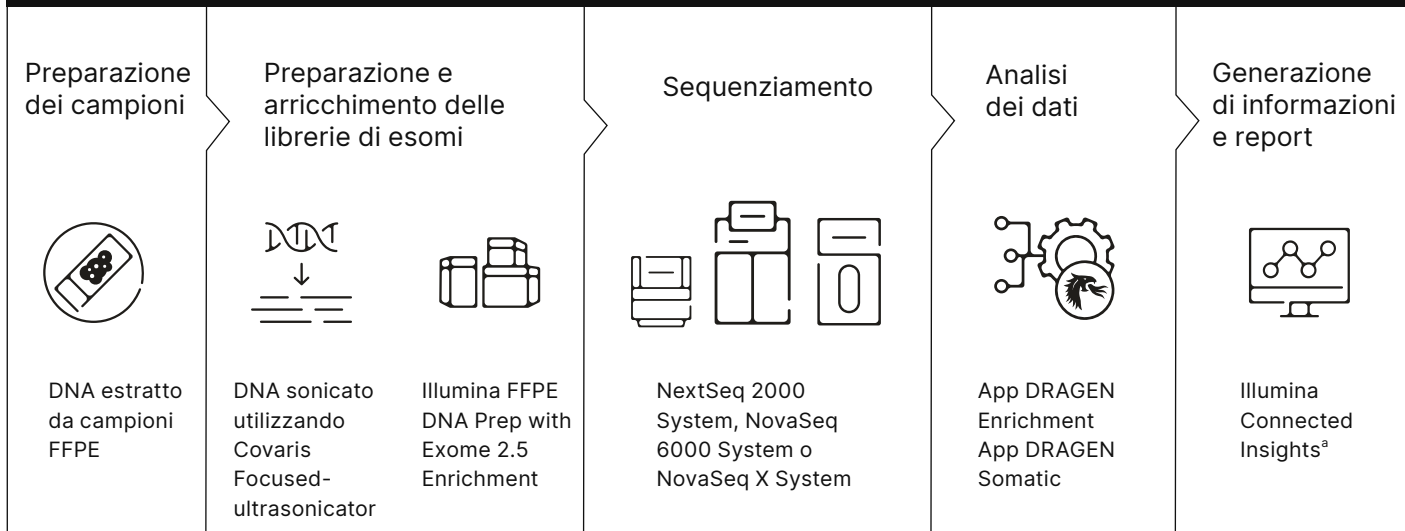 Preparazione
dei campioni
DNA estratto
da campioni
FFPE
Preparazione e
arricchimento delle
librerie di esomi
DNA sonicato
utilizzando
Covaris
Focused-
ultrasonicator
Illumina FFPE
DNA Prep with
Exome 2.5
Enrichment
Sequenziamento
NextSeq 2000
System, NovaSeq
6000 System o
NovaSeq X System
Analisi
dei dati
App DRAGEN
Enrichment
App DRAGEN
Somatic
Generazione
di informazioni
e report
Illumina
Connected
Insightsᵃ